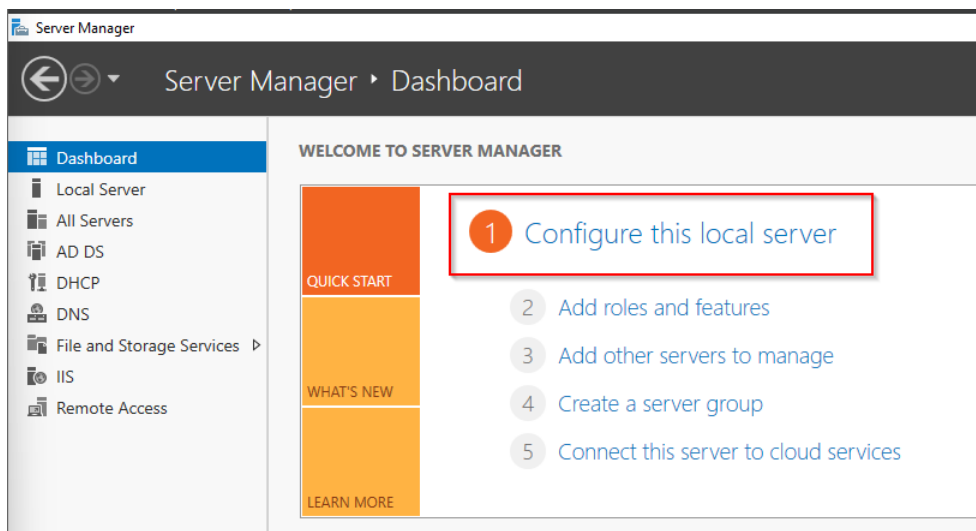 Server Manager
Server Manager • Dashboard
Dashboard
Local Server
All Servers
AD DS
DHCP
DNS
File and Storage Services
IIS
Remote Access
WELCOME TO SERVER MANAGER
QUICK START
WHAT'S NEW
LEARN MORE
1 Configure this local server
2 Add roles and features
3 Add other servers to manage
4 Create a server group
5 Connect this server to cloud services